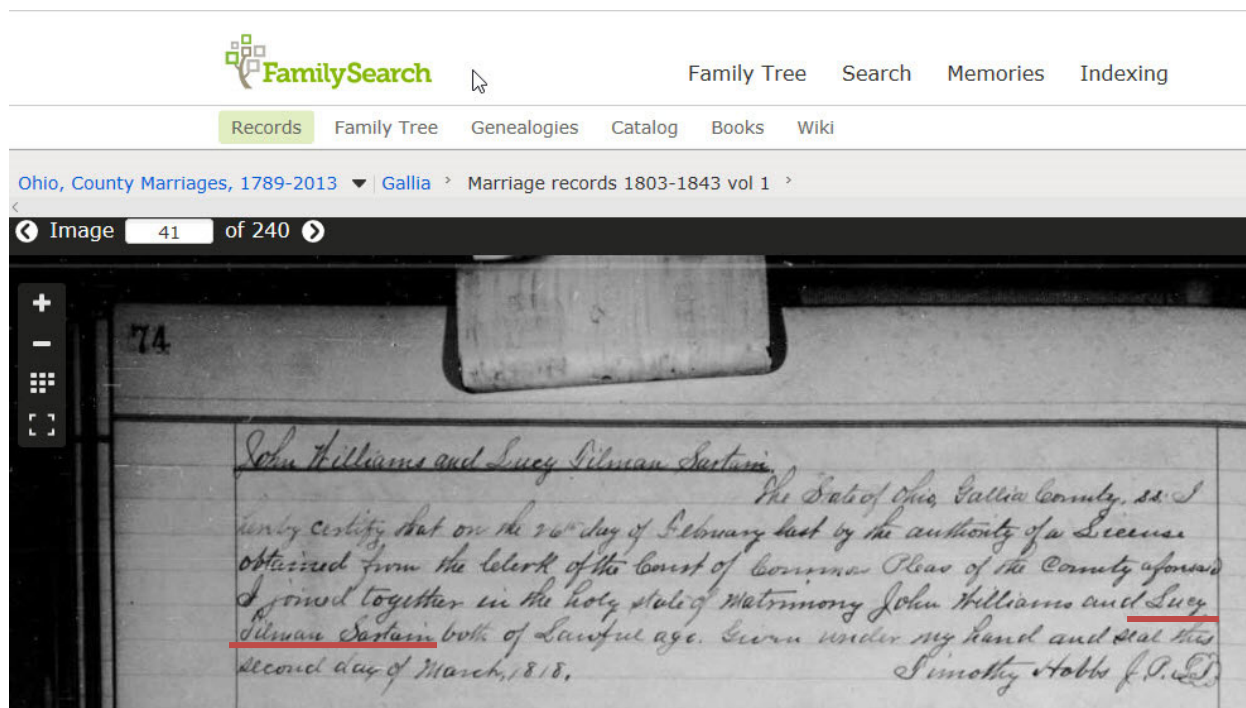 FamilySearch
Family Tree Search Memories Indexing
Records Family Tree Genealogies Catalog Books Wiki
Ohio, County Marriages, 1789-2013 ▼ | Gallia > Marriage records 1803-1843 vol 1 >
<
Image 41 of 240
74
John Williams and Lucy Tilman Sartain
The State of Ohio, Gallia County, ss: I
hereby certify that on the 26th day of February last by the authority of a License
obtained from the Clerk of the Court of Common Pleas of the County aforesaid
I joined together in the holy state of Matrimony John Williams and Lucy
Tilman Sartain both of Lawful age. Given under my hand and seal this
second day of March, 1818. Timothy Hobbs J.P.